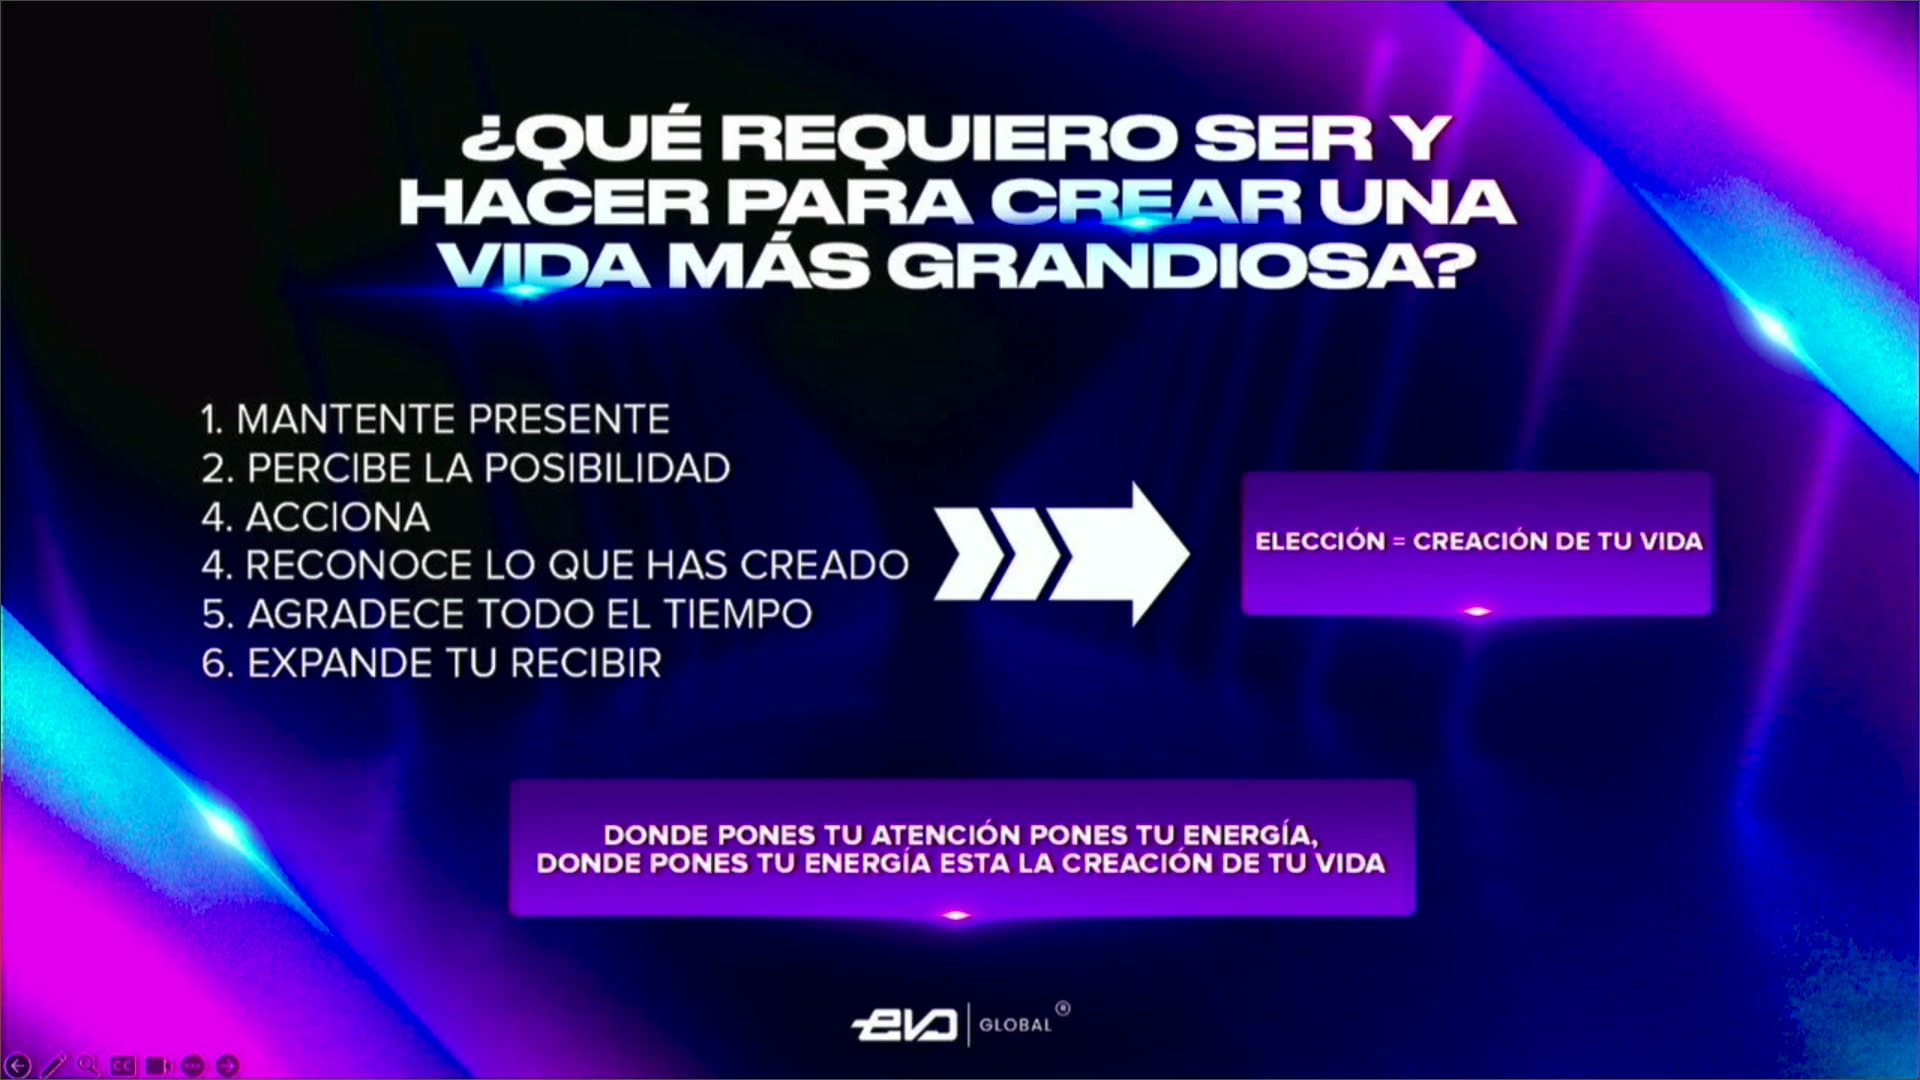 ¿QUÉ REQUIERO SER Y
HACER PARA CREAR UNA
VIDA MÁS GRANDIOSA?
1. MANTENTE PRESENTE
2. PERCIBE LA POSIBILIDAD
4. ACCIONA
4. RECONOCE LO QUE HAS CREADO
5. AGRADECE TODO EL TIEMPO
6. EXPANDE TU RECIBIR
ELECCIÓN = CREACIÓN DE TU VIDA
DONDE PONES TU ATENCIÓN PONES TU ENERGÍA,
DONDE PONES TU ENERGÍA ESTA LA CREACIÓN DE TU VIDA
evo GLOBAL ®
CC